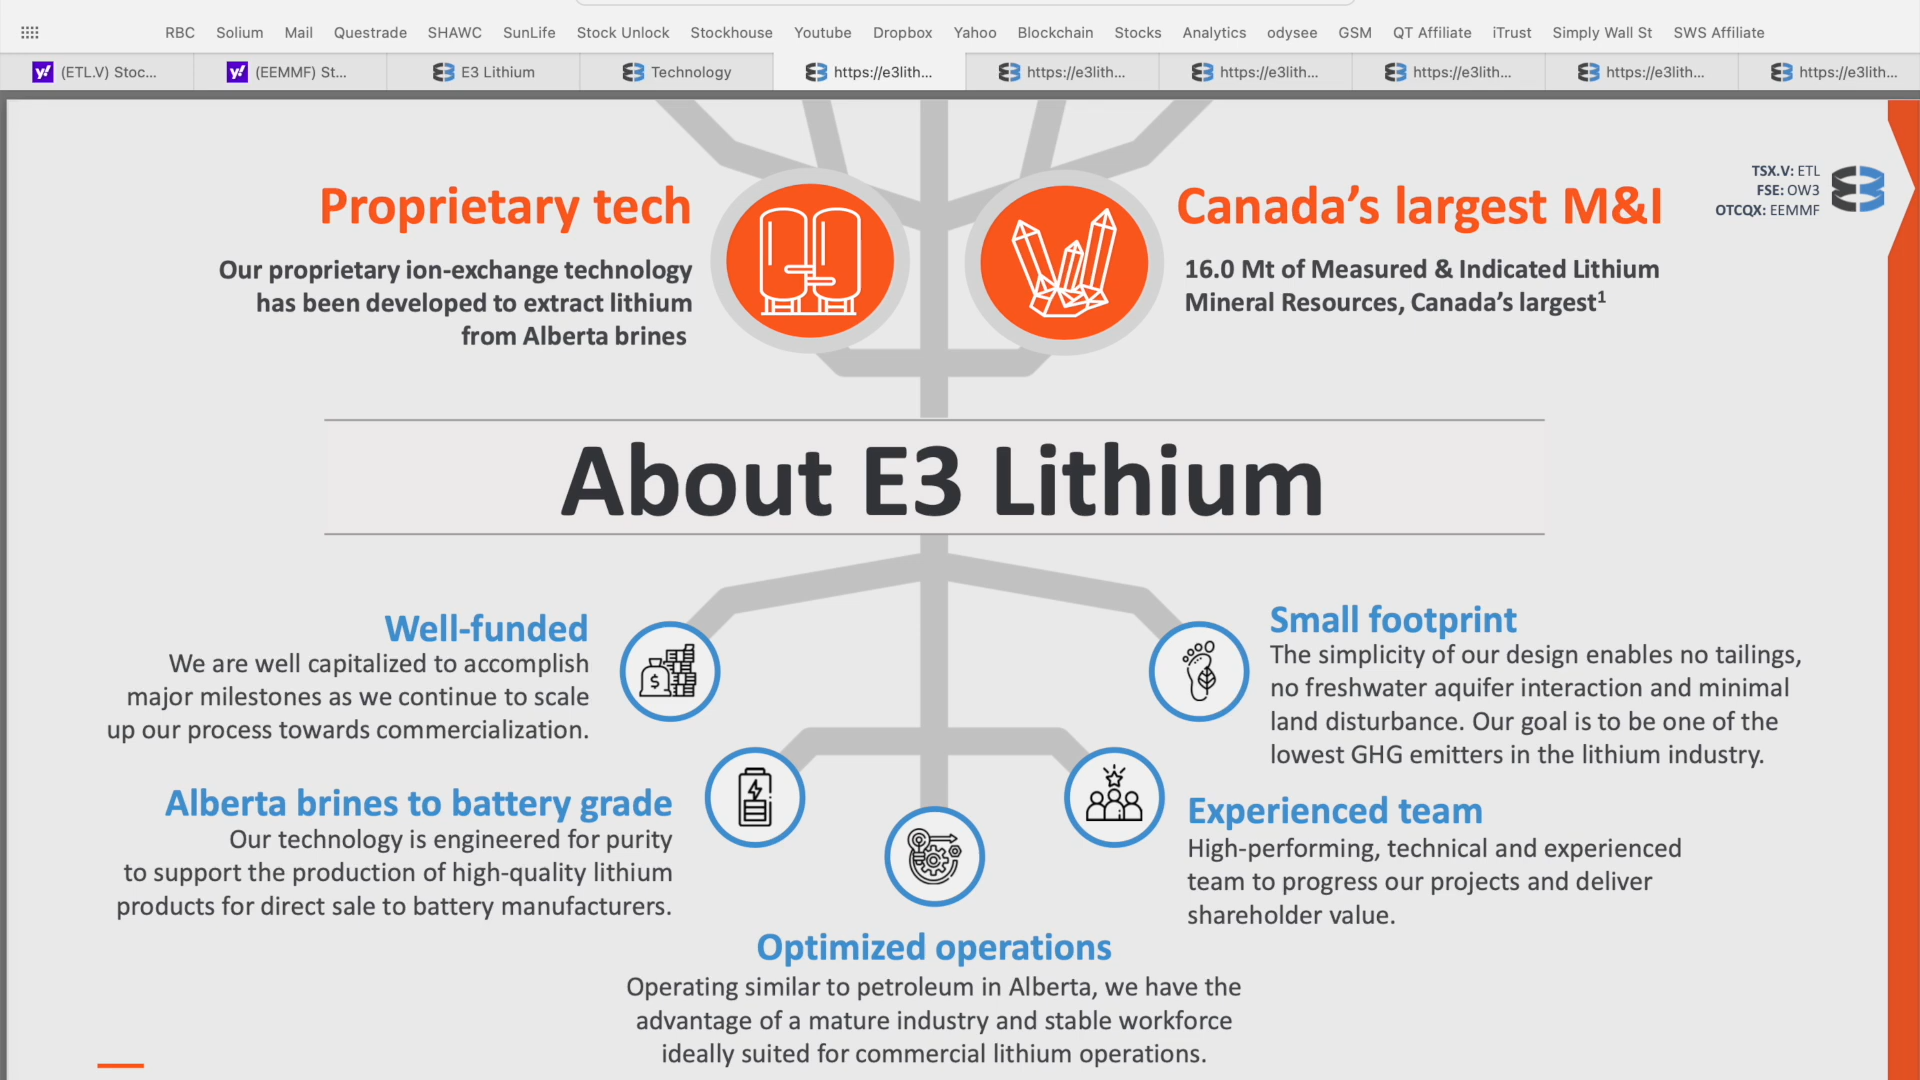 RBC Solium Mail Questrade SHAWC SunLife Stock Unlock Stockhouse Youtube Dropbox Yahoo Blockchain Stocks Analytics odysee GSM QT Affiliate iTrust Simply Wall St SWS Affiliate
y! (ETL.V) Stoc... y! (EEMMF) St... E3 Lithium Technology https://e3lith... https://e3lith... https://e3lith... https://e3lith... https://e3lith... https://e3lith...
TSX.V: ETL
FSE: OW3
OTCQX: EEMMF
Proprietary tech
Our proprietary ion-exchange technology
has been developed to extract lithium
from Alberta brines
Canada's largest M&I
16.0 Mt of Measured & Indicated Lithium
Mineral Resources, Canada's largest¹
About E3 Lithium
Well-funded
We are well capitalized to accomplish
major milestones as we continue to scale
up our process towards commercialization.
Small footprint
The simplicity of our design enables no tailings,
no freshwater aquifer interaction and minimal
land disturbance. Our goal is to be one of the
lowest GHG emitters in the lithium industry.
Alberta brines to battery grade
Our technology is engineered for purity
to support the production of high-quality lithium
products for direct sale to battery manufacturers.
Experienced team
High-performing, technical and experienced
team to progress our projects and deliver
shareholder value.
Optimized operations
Operating similar to petroleum in Alberta, we have the
advantage of a mature industry and stable workforce
ideally suited for commercial lithium operations.